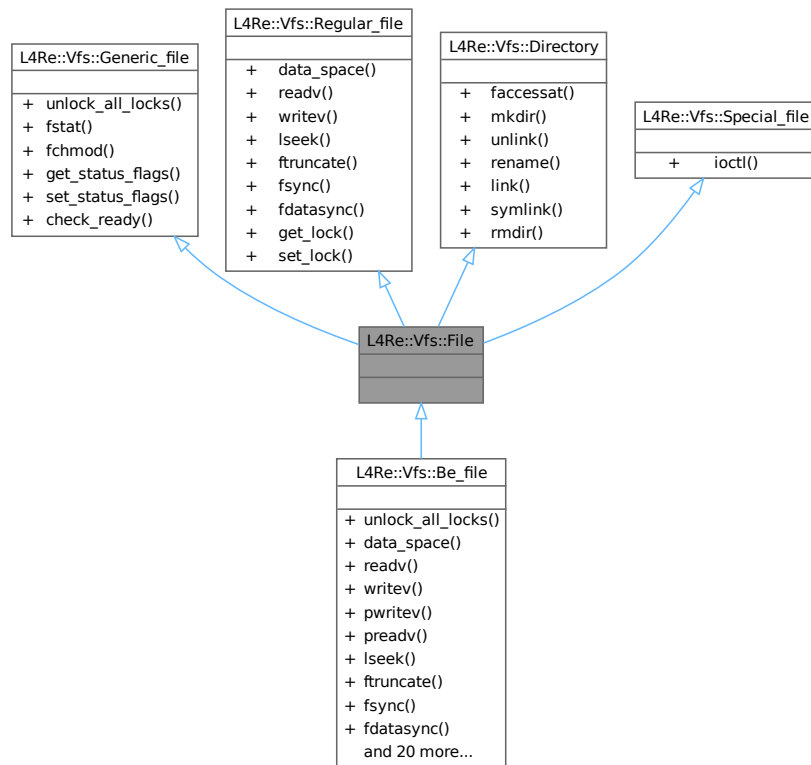 L4Re::Vfs::Generic_file
+ unlock_all_locks()
+ fstat()
+ fchmod()
+ get_status_flags()
+ set_status_flags()
+ check_ready()
L4Re::Vfs::Regular_file
+ data_space()
+ readv()
+ writev()
+ lseek()
+ ftruncate()
+ fsync()
+ fdatasync()
+ get_lock()
+ set_lock()
L4Re::Vfs::Directory
+ faccessat()
+ mkdir()
+ unlink()
+ rename()
+ link()
+ symlink()
+ rmdir()
L4Re::Vfs::Special_file
+ ioctl()
L4Re::Vfs::File
L4Re::Vfs::Be_file
+ unlock_all_locks()
+ data_space()
+ readv()
+ writev()
+ pwritev()
+ preadv()
+ lseek()
+ ftruncate()
+ fsync()
+ fdatasync()
and 20 more...